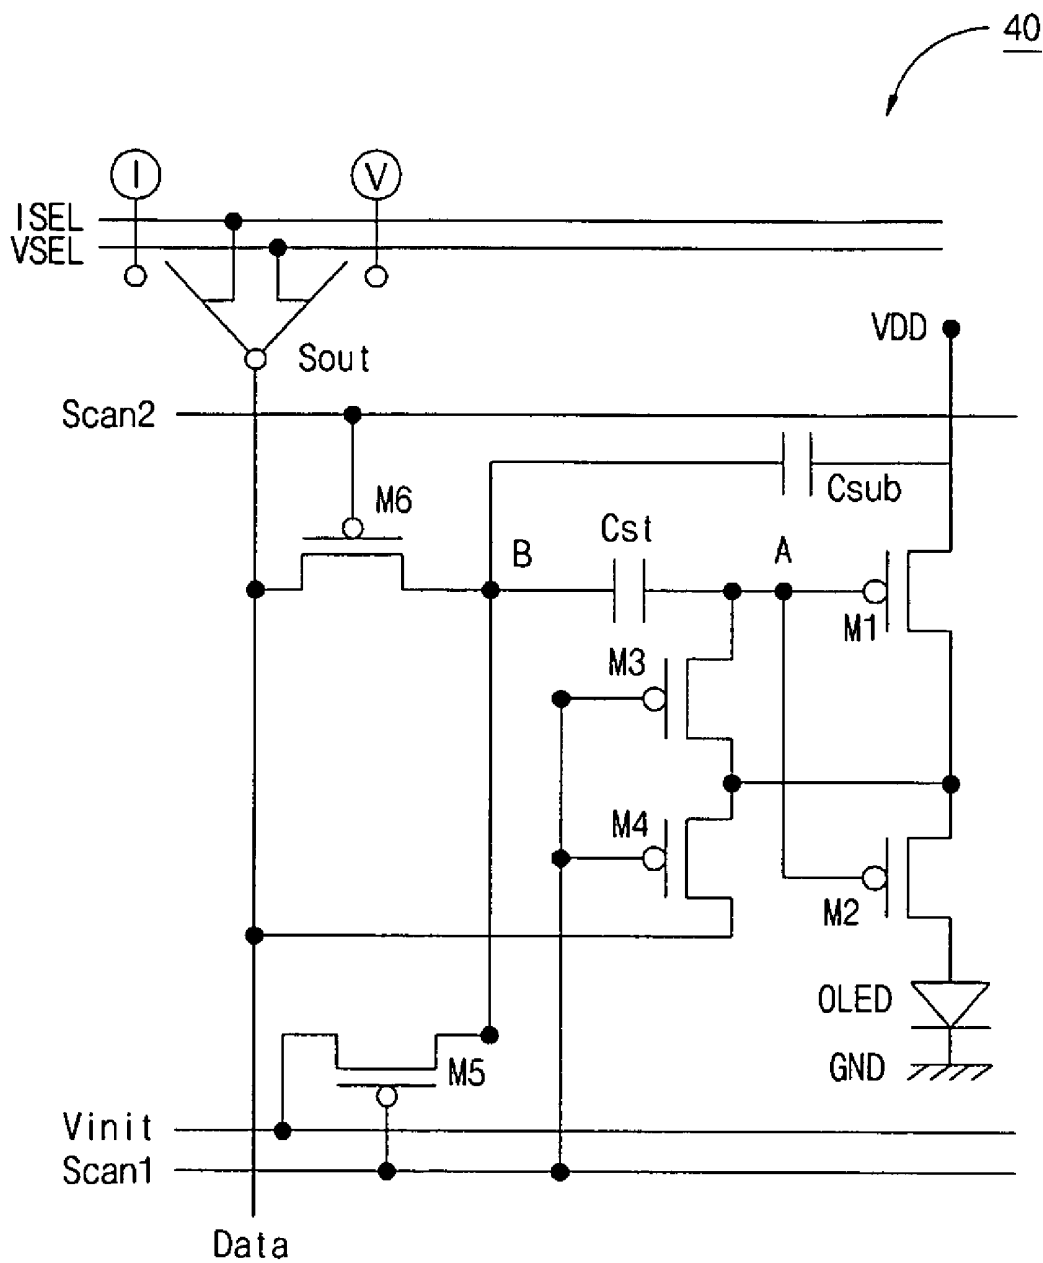 40
I
V
ISEL
VSEL
Sout
VDD
Scan2
Csub
M6
Cst
B
A
M1
M3
M4
M2
OLED
GND
M5
Vinit
Scan1
Data